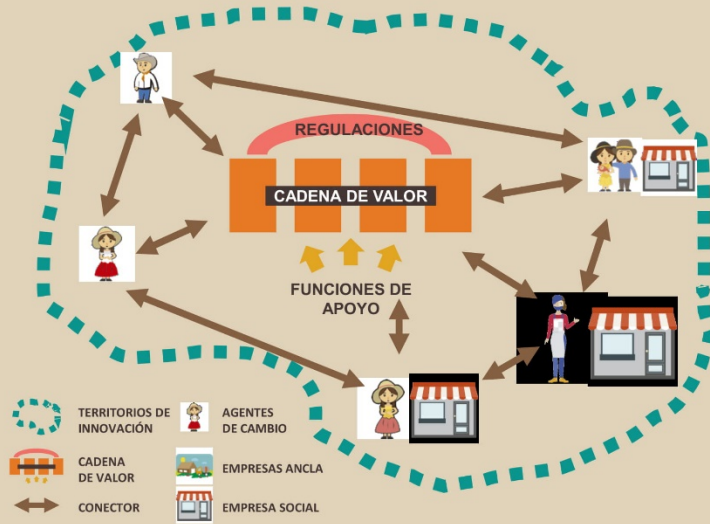 REGULACIONES
CADENA DE VALOR
FUNCIONES DE
APOYO
TERRITORIOS DE
INNOVACIÓN
AGENTES
DE CAMBIO
CADENA
DE VALOR
EMPRESAS ANCLA
CONECTOR
EMPRESA SOCIAL